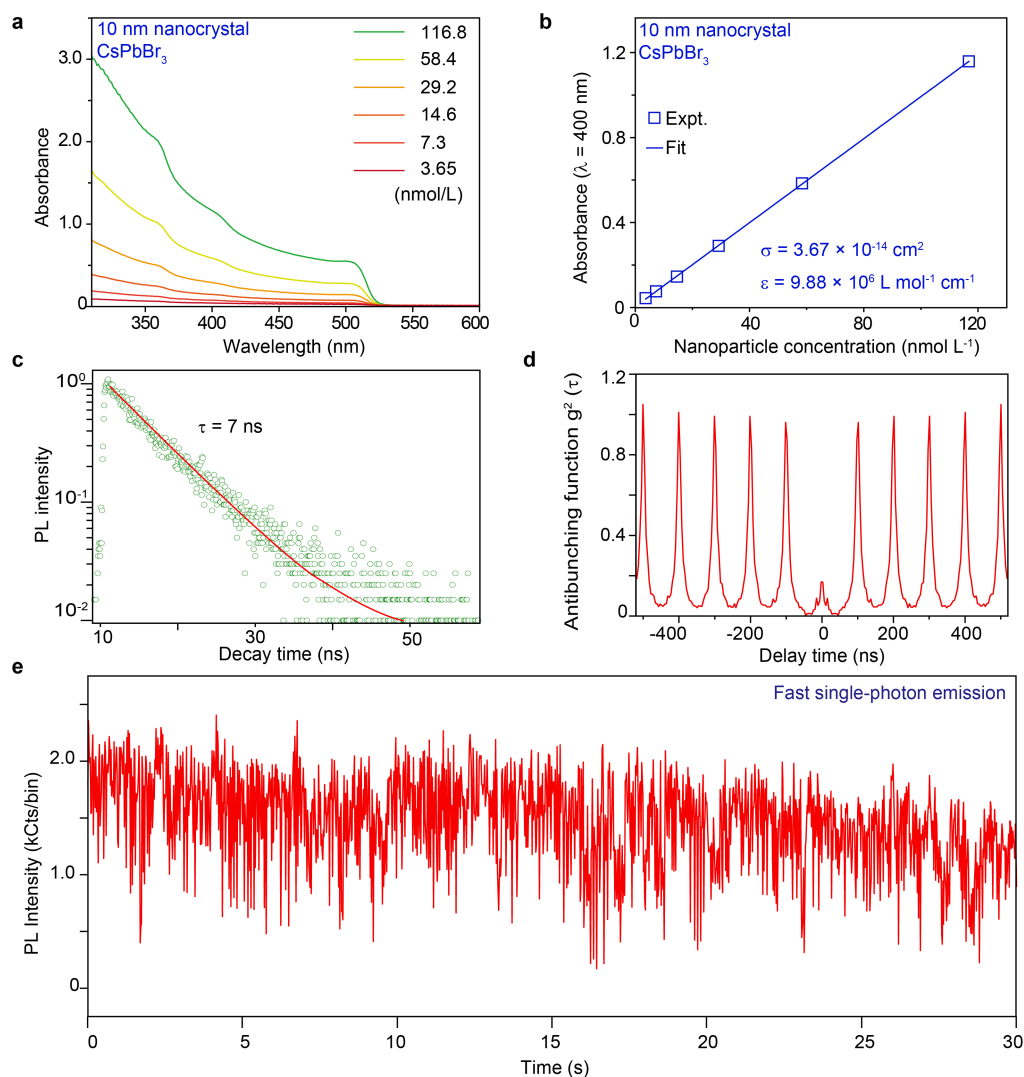 a
10 nm nanocrystal
CsPbBr₃
116.8
58.4
29.2
14.6
7.3
3.65
(nmol/L)
3.0
2.0
1.0
0
350
400
450
500
550
600
Absorbance
Wavelength (nm)
b
10 nm nanocrystal
CsPbBr₃
Expt.
Fit
σ = 3.67 × 10⁻¹⁴ cm²
ε = 9.88 × 10⁶ L mol⁻¹ cm⁻¹
1.2
0.8
0.4
0
0
40
80
120
Absorbance (λ = 400 nm)
Nanoparticle concentration (nmol L⁻¹)
c
τ = 7 ns
10⁰
10⁻¹
10⁻²
10
30
50
PL intensity
Decay time (ns)
d
1.2
0.8
0.4
0
-400
-200
0
200
400
Antibunching function g² (τ)
Delay time (ns)
e
Fast single-photon emission
2.0
1.0
0
0
5
10
15
20
25
30
PL Intensity (kCts/bin)
Time (s)